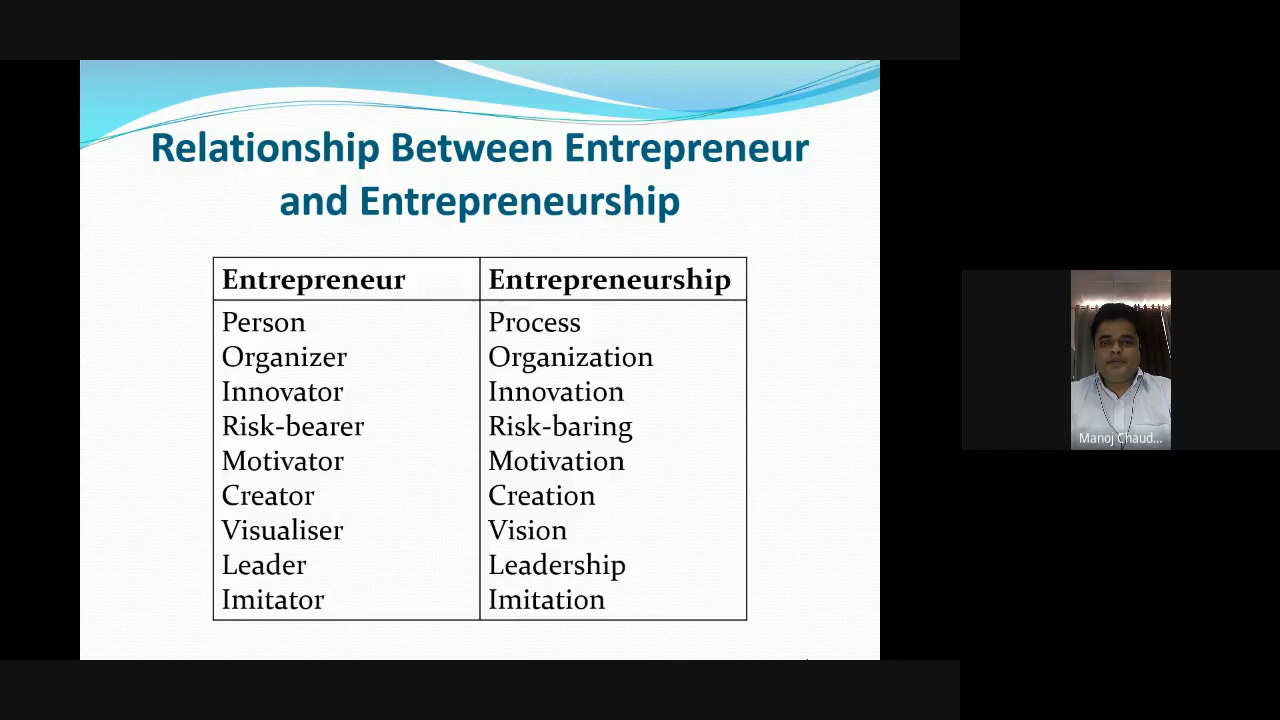 Relationship Between Entrepreneur
and Entrepreneurship
Entrepreneur Entrepreneurship
Person Process
Organizer Organization
Innovator Innovation
Risk-bearer Risk-baring
Motivator Motivation
Creator Creation
Visualiser Vision
Leader Leadership
Imitator Imitation
Manoj Chaud...